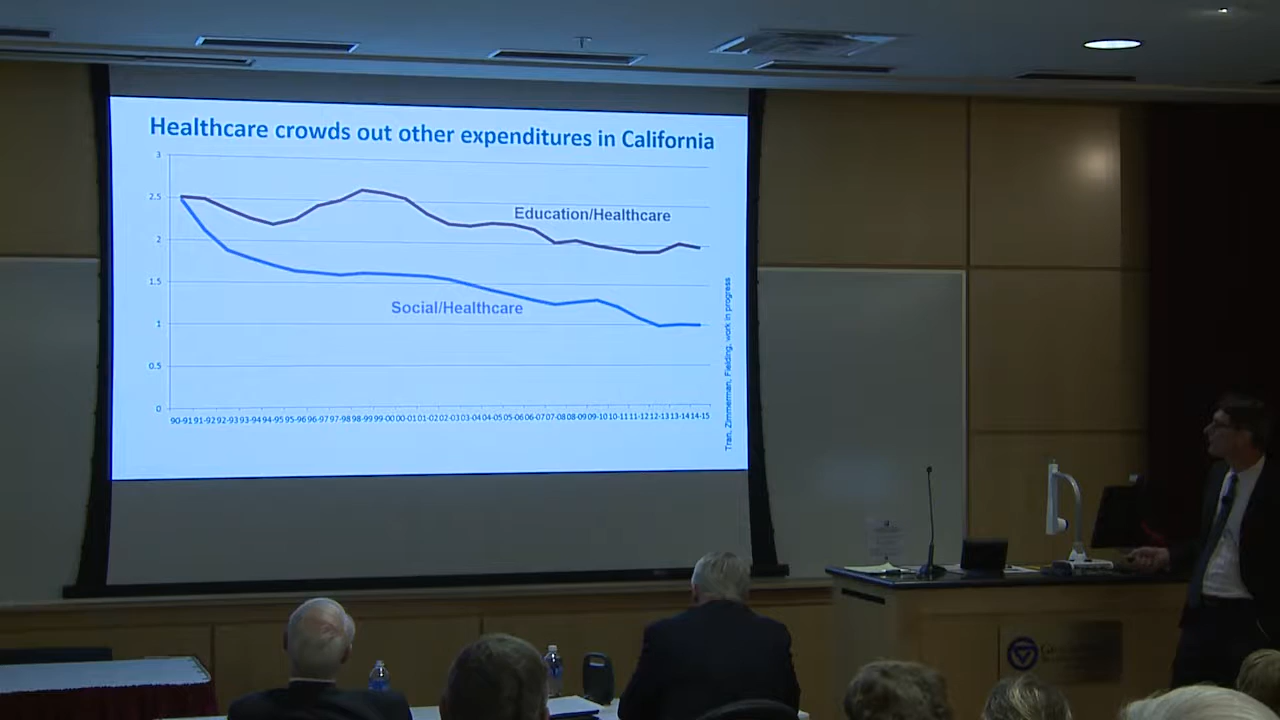 Healthcare crowds out other expenditures in California
3
2.5
2
1.5
1
0.5
0
Education/Healthcare
Social/Healthcare
90-91 91-92 92-93 93-94 94-95 95-96 96-97 97-98 98-99 99-00 00-01 01-02 02-03 03-04 04-05 05-06 06-07 07-08 08-09 09-10 10-11 11-12 12-13 13-14 14-15
Tran, Zimmerman, Fielding, work in progress